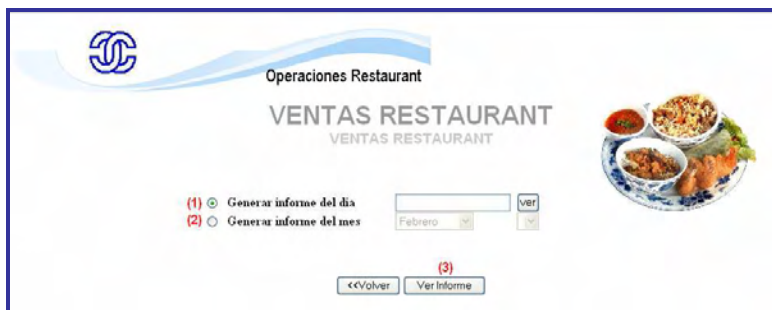 Operaciones Restaurant
VENTAS RESTAURANT
VENTAS RESTAURANT
(1) Generar informe del dia ver
(2) Generar informe del mes Febrero
(3)
<<Volver Ver Informe